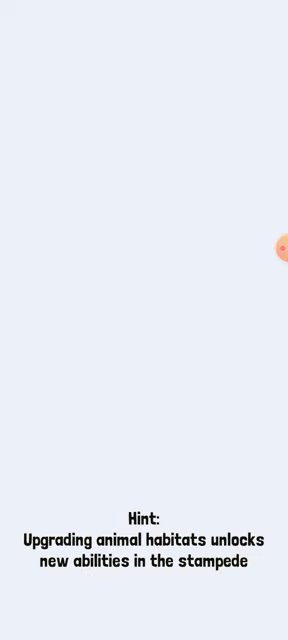 Hint:
Upgrading animal habitats unlocks
new abilities in the stampede